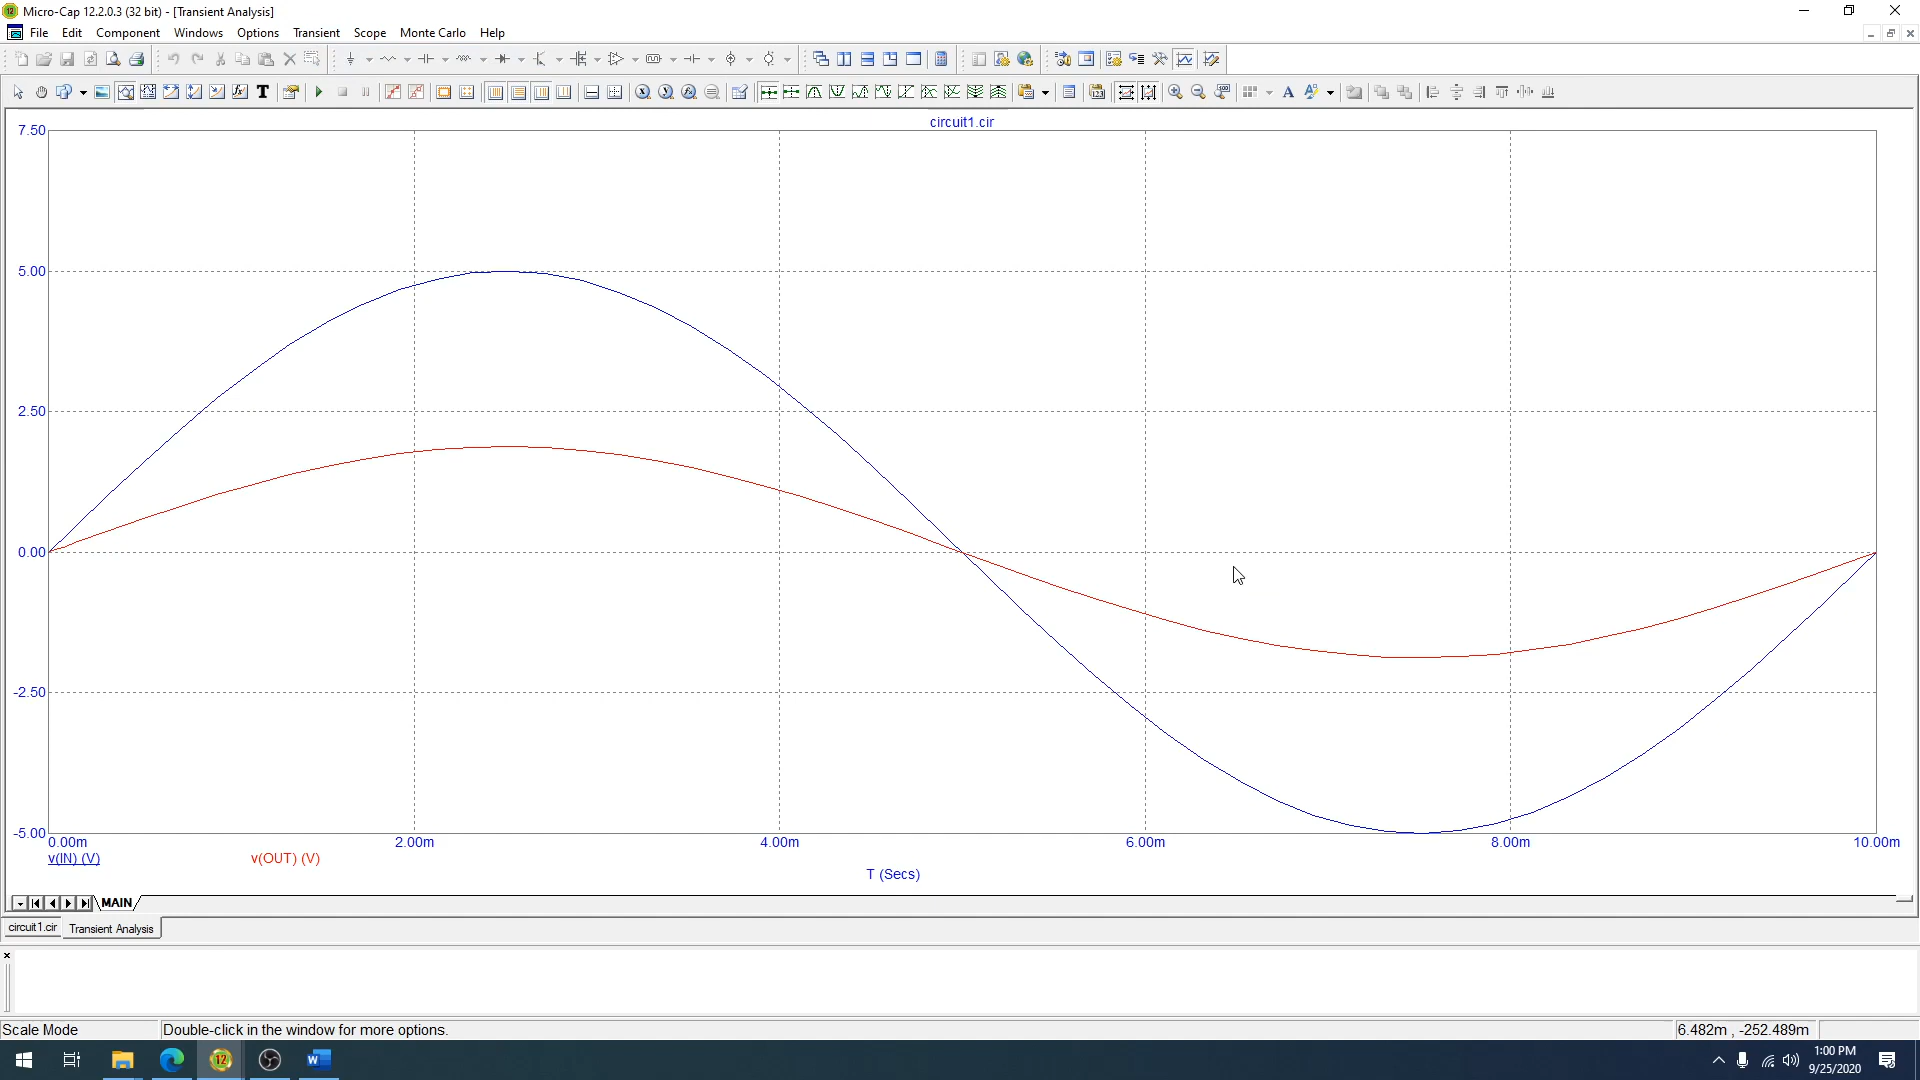 Micro-Cap 12.2.0.3 (32 bit) - [Transient Analysis]
File Edit Component Windows Options Transient Scope Monte Carlo Help
circuit1.cir
7.50
5.00
2.50
0.00
-2.50
-5.00
0.00m 2.00m 4.00m 6.00m 8.00m 10.00m
v(IN) (V) v(OUT) (V)
T (Secs)
MAIN
circuit1.cir Transient Analysis
Scale Mode Double-click in the window for more options. 6.482m , -252.489m
1:00 PM
9/25/2020